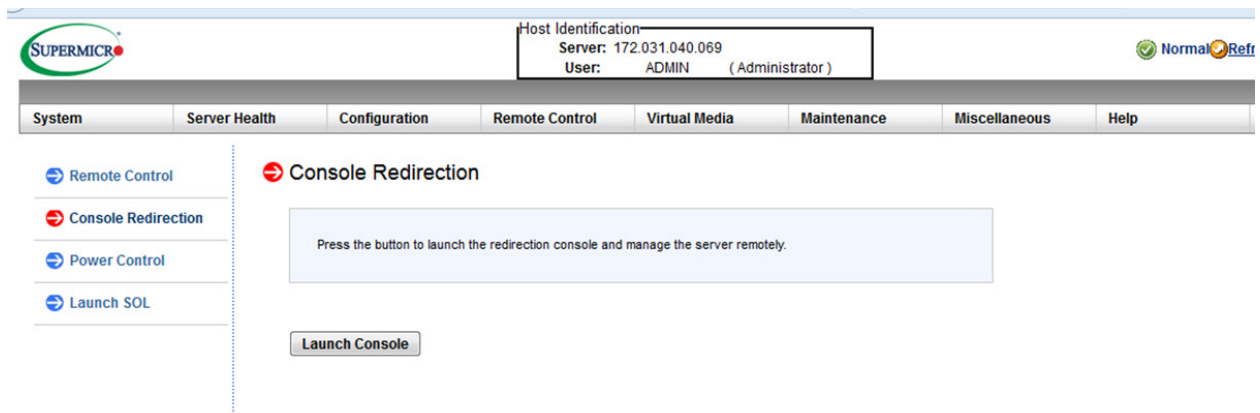 Host Identification
SUPERMICR
Server: 172.031.040.069
User: ADMIN ( Administrator )
Normal Refr
System Server Health Configuration Remote Control Virtual Media Maintenance Miscellaneous Help
Remote Control
Console Redirection
Power Control
Launch SOL
Console Redirection
Press the button to launch the redirection console and manage the server remotely.
Launch Console